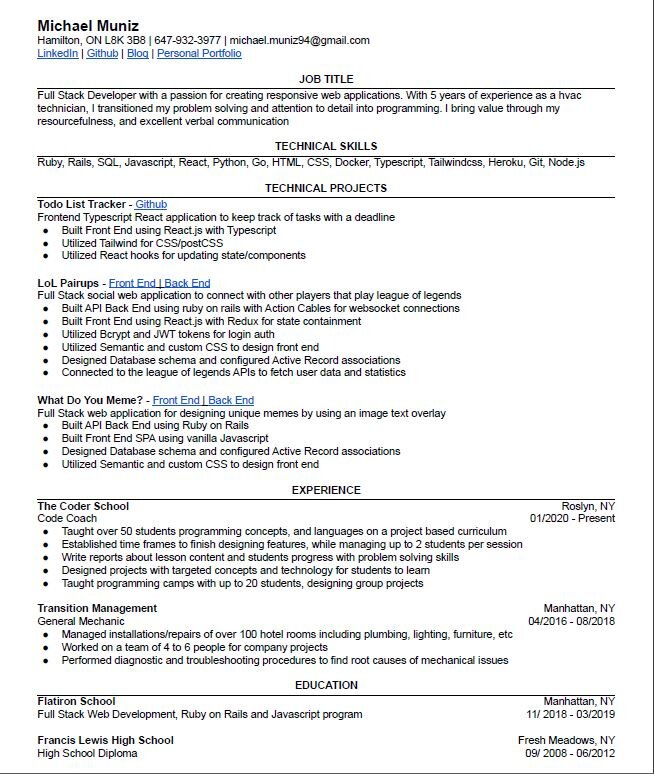 Michael Muniz
Hamilton, ON L8K 3B8 | 647-932-3977 | michael.muniz94@gmail.com
LinkedIn | Github | Blog | Personal Portfolio
JOB TITLE
Full Stack Developer with a passion for creating responsive web applications. With 5 years of experience as a hvac
technician, I transitioned my problem solving and attention to detail into programming. I bring value through my
resourcefulness, and excellent verbal communication
TECHNICAL SKILLS
Ruby, Rails, SQL, Javascript, React, Python, Go, HTML, CSS, Docker, Typescript, Tailwindcss, Heroku, Git, Node.js
TECHNICAL PROJECTS
Todo List Tracker - Github
Frontend Typescript React application to keep track of tasks with a deadline
● Built Front End using React.js with Typescript
● Utilized Tailwind for CSS/postCSS
● Utilized React hooks for updating state/components
LoL Pairups - Front End | Back End
Full Stack social web application to connect with other players that play league of legends
● Built API Back End using ruby on rails with Action Cables for websocket connections
● Built Front End using React.js with Redux for state containment
● Utilized Bcrypt and JWT tokens for login auth
● Utilized Semantic and custom CSS to design front end
● Designed Database schema and configured Active Record associations
● Connected to the league of legends APIs to fetch user data and statistics
What Do You Meme? - Front End | Back End
Full Stack web application for designing unique memes by using an image text overlay
● Built API Back End using Ruby on Rails
● Built Front End SPA using vanilla Javascript
● Designed Database schema and configured Active Record associations
● Utilized Semantic and custom CSS to design front end
EXPERIENCE
The Coder School Roslyn, NY
Code Coach 01/2020 - Present
● Taught over 50 students programming concepts, and languages on a project based curriculum
● Established time frames to finish designing features, while managing up to 2 students per session
● Write reports about lesson content and students progress with problem solving skills
● Designed projects with targeted concepts and technology for students to learn
● Taught programming camps with up to 20 students, designing group projects
Transition Management Manhattan, NY
General Mechanic 04/2016 - 08/2018
● Managed installations/repairs of over 100 hotel rooms including plumbing, lighting, furniture, etc
● Worked on a team of 4 to 6 people for company projects
● Performed diagnostic and troubleshooting procedures to find root causes of mechanical issues
EDUCATION
Flatiron School Manhattan, NY
Full Stack Web Development, Ruby on Rails and Javascript program 11/ 2018 - 03/2019
Francis Lewis High School Fresh Meadows, NY
High School Diploma 09/ 2008 - 06/2012